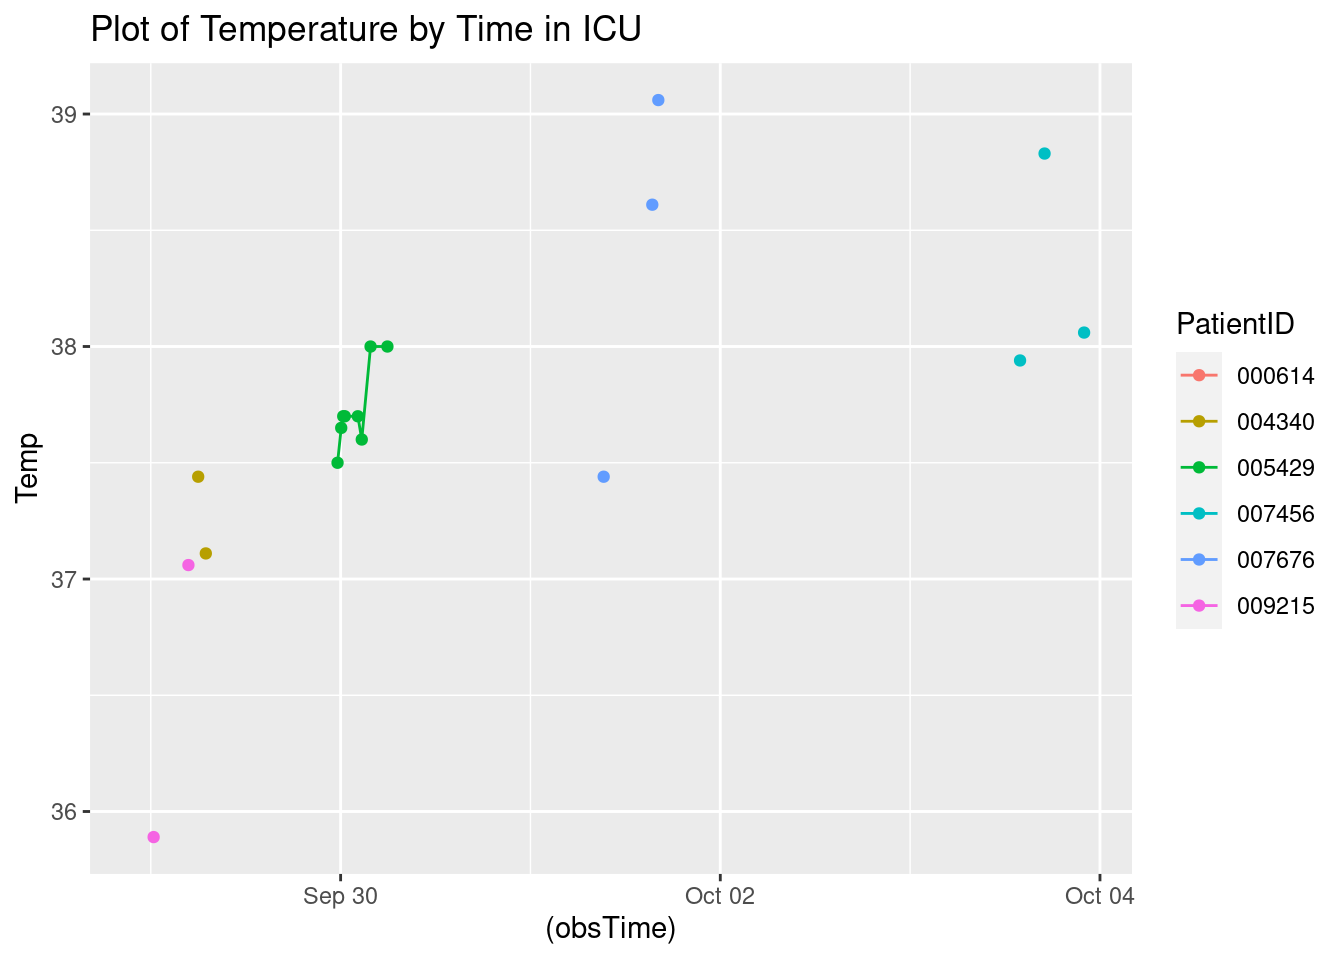 Plot of Temperature by Time in ICU
39
38
37
36
Temp
Sep 30
Oct 02
Oct 04
(obsTime)
PatientID
000614
004340
005429
007456
007676
009215